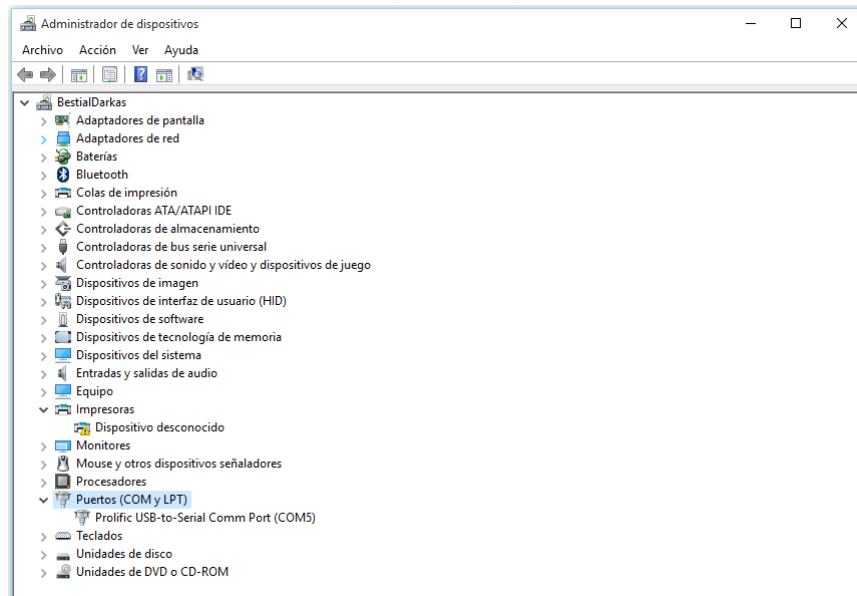 Administrador de dispositivos
Archivo Acción Ver Ayuda
BestialDarkas
Adaptadores de pantalla
Adaptadores de red
Baterías
Bluetooth
Colas de impresión
Controladoras ATA/ATAPI IDE
Controladoras de almacenamiento
Controladoras de bus serie universal
Controladoras de sonido y vídeo y dispositivos de juego
Dispositivos de imagen
Dispositivos de interfaz de usuario (HID)
Dispositivos de software
Dispositivos de tecnología de memoria
Dispositivos del sistema
Entradas y salidas de audio
Equipo
Impresoras
Dispositivo desconocido
Monitores
Mouse y otros dispositivos señaladores
Procesadores
Puertos (COM y LPT)
Prolific USB-to-Serial Comm Port (COM5)
Teclados
Unidades de disco
Unidades de DVD o CD-ROM